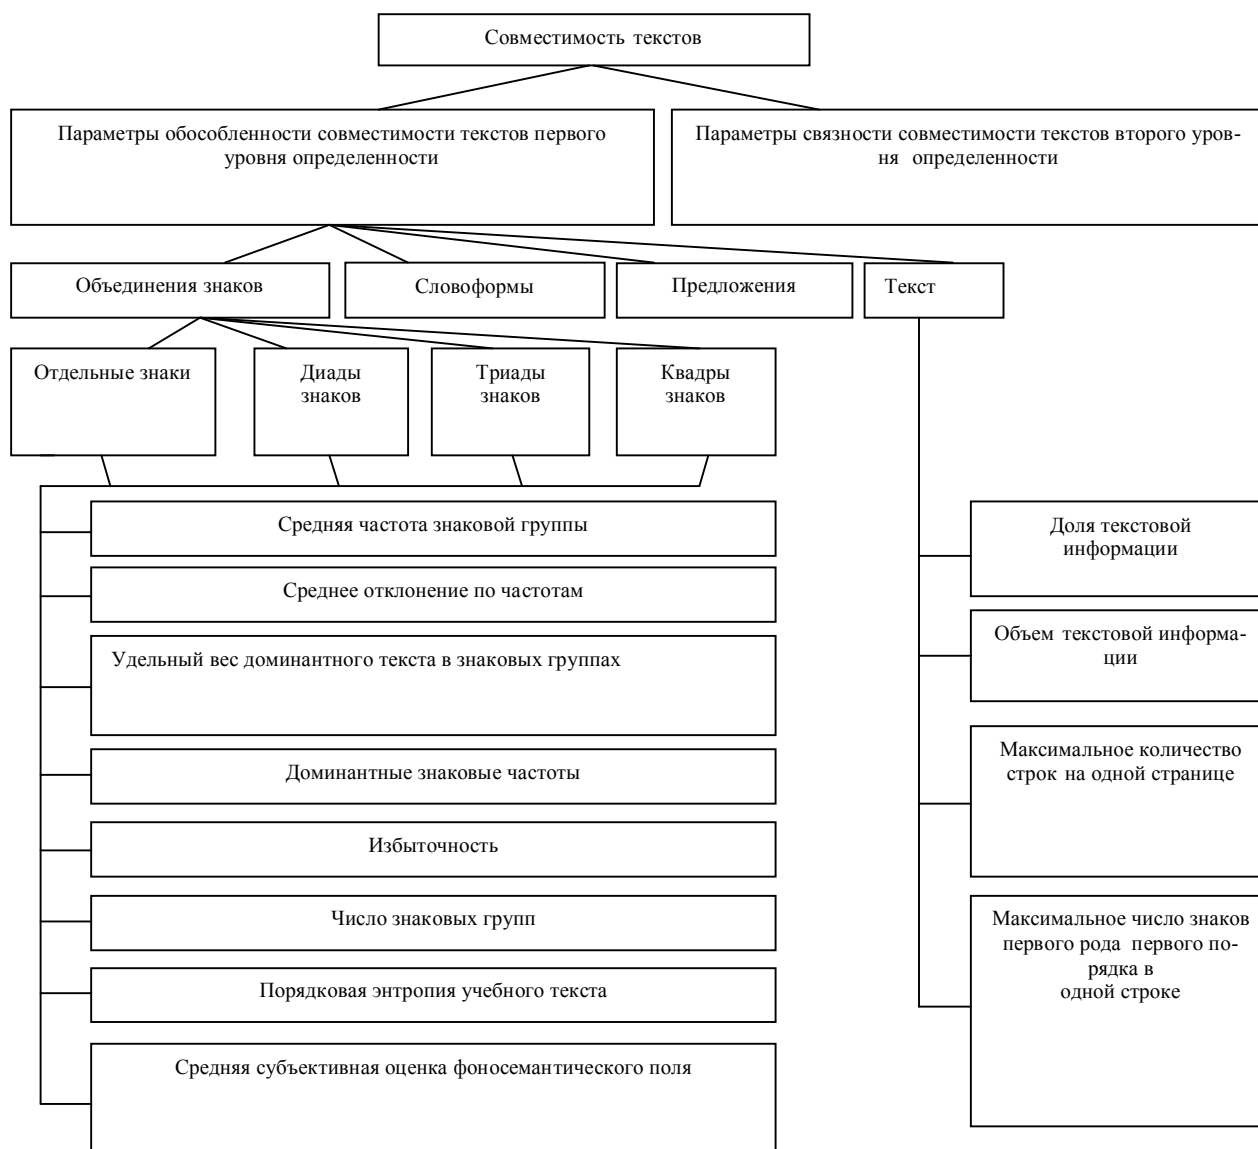 Совместимость текстов
Параметры обособленности совместимости текстов первого
уровня определенности
Параметры связности совместимости текстов второго уров-
ня определенности
Объединения знаков
Словоформы
Предложения
Текст
Отдельные знаки
Диады
знаков
Триады
знаков
Квадры
знаков
Средняя частота знаковой группы
Среднее отклонение по частотам
Удельный вес доминантного текста в знаковых группах
Доминантные знаковые частоты
Избыточность
Число знаковых групп
Порядковая энтропия учебного текста
Средняя субъективная оценка фоносемантического поля
Доля текстовой
информации
Объем текстовой информа-
ции
Максимальное количество
строк на одной странице
Максимальное число знаков
первого рода первого по-
рядка в
одной строке